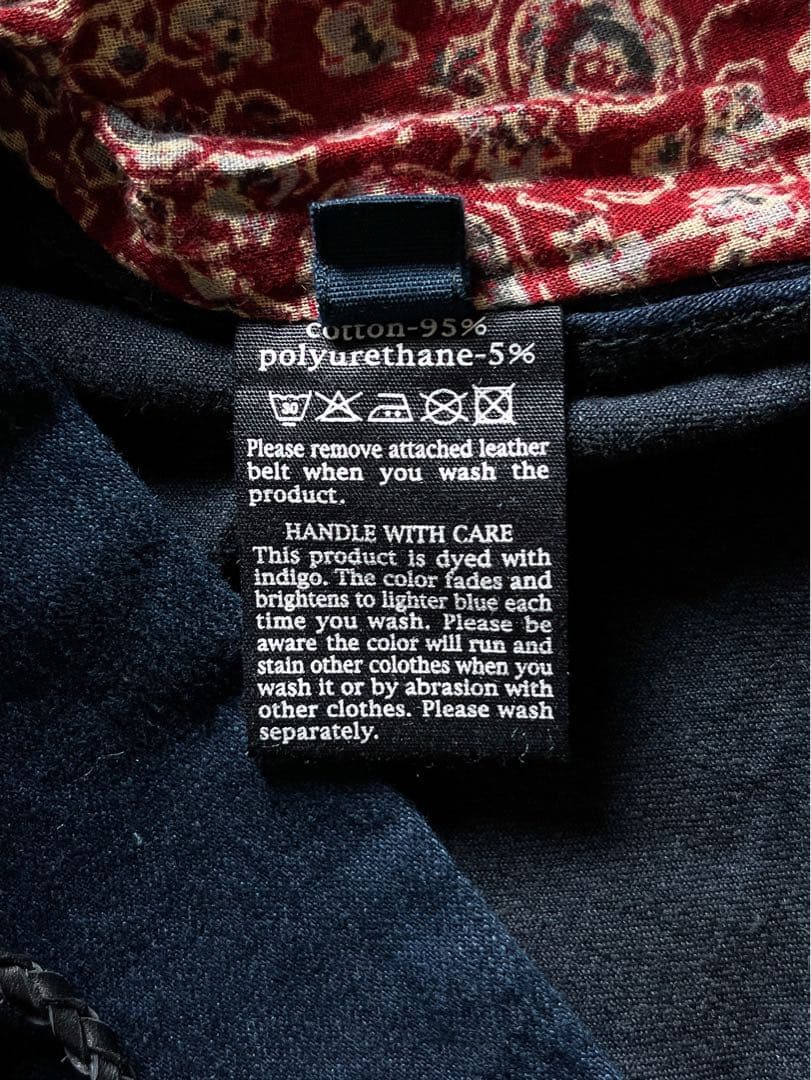 cotton-95%
polyurethane-5%
30
Please remove attached leather
belt when you wash the
product.
HANDLE WITH CARE
This product is dyed with
indigo. The color fades and
brightens to lighter blue each
time you wash. Please be
aware the color will run and
stain other colothes when you
wash it or by abrasion with
other clothes. Please wash
separately.